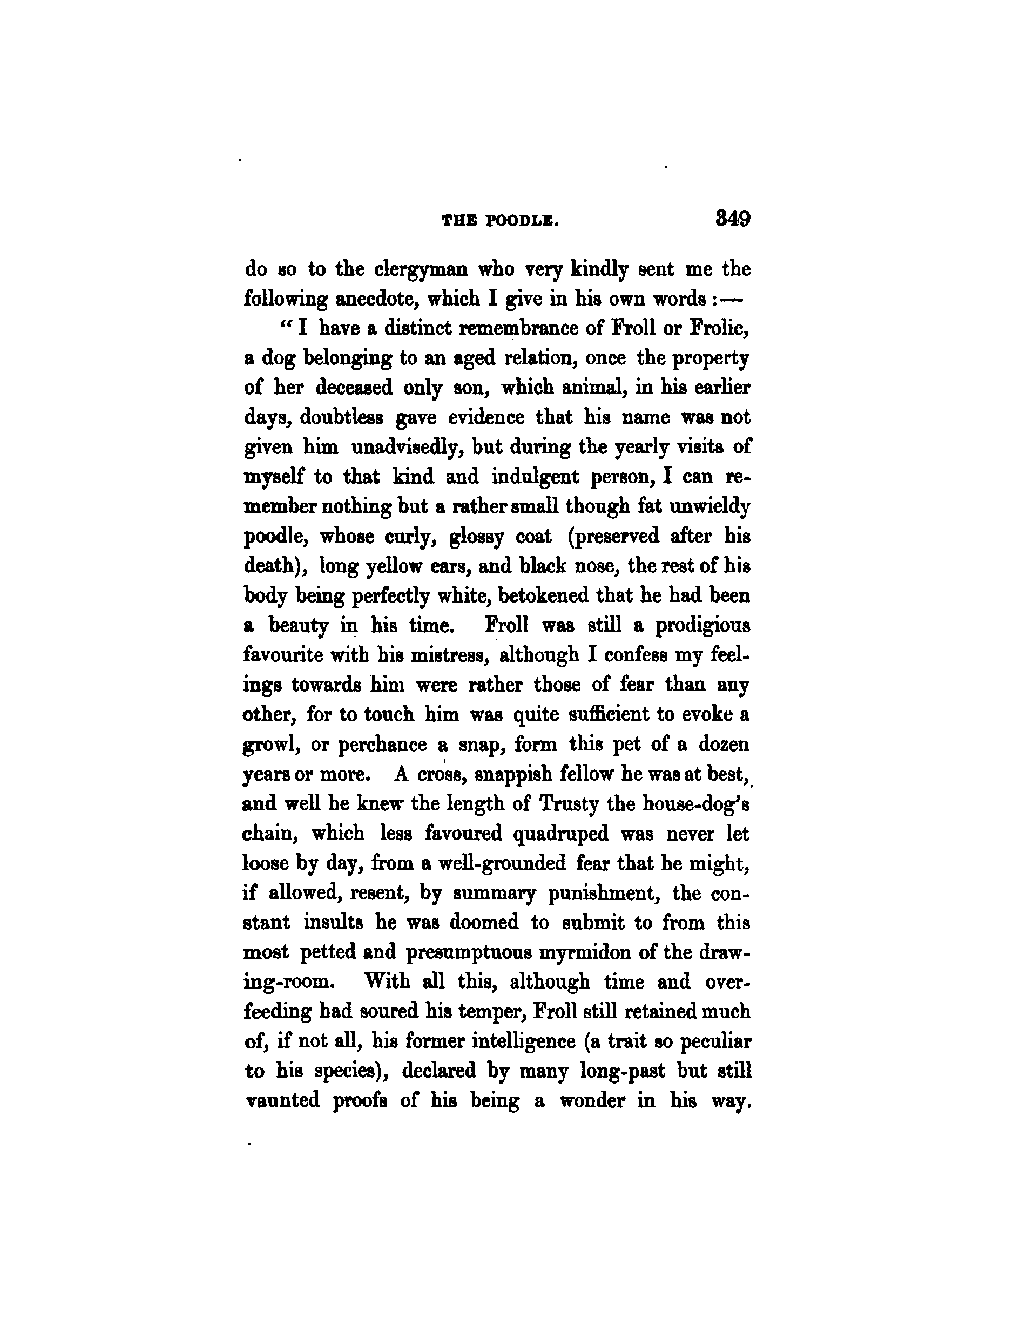 THE POODLE. 349
do so to the clergyman who very kindly sent me the
following anecdote, which I give in his own words :—
“ I have a distinct remembrance of Froll or Frolic,
a dog belonging to an aged relation, once the property
of her deceased only son, which animal, in his earlier
days, doubtless gave evidence that his name was not
given him unadvisedly, but during the yearly visits of
myself to that kind and indulgent person, I can re-
member nothing but a rather small though fat unwieldy
poodle, whose curly, glossy coat (preserved after his
death), long yellow ears, and black nose, the rest of his
body being perfectly white, betokened that he had been
a beauty in his time. Froll was still a prodigious
favourite with his mistress, although I confess my feel-
ings towards him were rather those of fear than any
other, for to touch him was quite sufficient to evoke a
growl, or perchance a snap, form this pet of a dozen
years or more. A cross, snappish fellow he was at best,
and well he knew the length of Trusty the house-dog’s
chain, which less favoured quadruped was never let
loose by day, from a well-grounded fear that he might,
if allowed, resent, by summary punishment, the con-
stant insults he was doomed to submit to from this
most petted and presumptuous myrmidon of the draw-
ing-room. With all this, although time and over-
feeding had soured his temper, Froll still retained much
of, if not all, his former intelligence (a trait so peculiar
to his species), declared by many long-past but still
vaunted proofs of his being a wonder in his way.